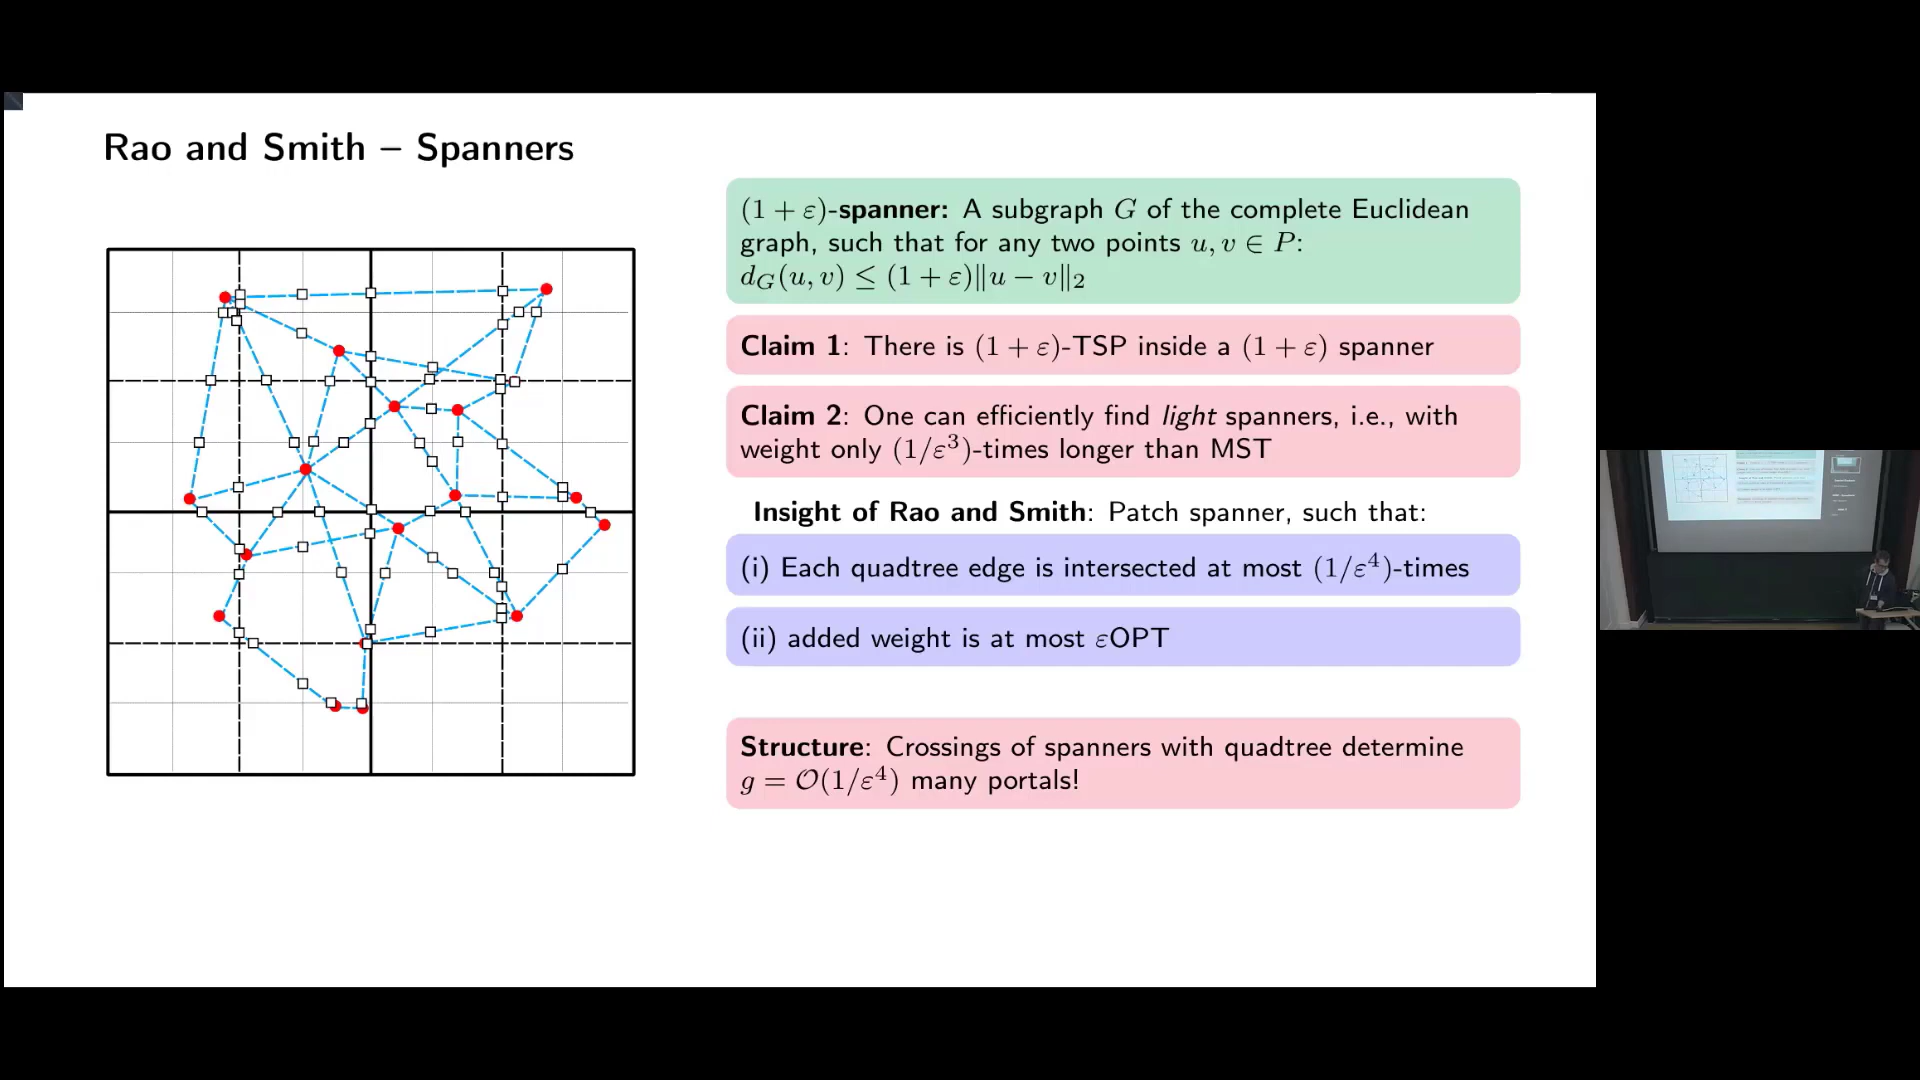 Rao and Smith – Spanners
(1 + ε)-spanner: A subgraph G of the complete Euclidean
graph, such that for any two points u, v ∈ P:
d_G(u, v) ≤ (1 + ε)‖u − v‖₂
Claim 1: There is (1 + ε)-TSP inside a (1 + ε) spanner
Claim 2: One can efficiently find light spanners, i.e., with
weight only (1/ε³)-times longer than MST
Insight of Rao and Smith: Patch spanner, such that:
(i) Each quadtree edge is intersected at most (1/ε⁴)-times
(ii) added weight is at most εOPT
Structure: Crossings of spanners with quadtree determine
g = 𝒪(1/ε⁴) many portals!